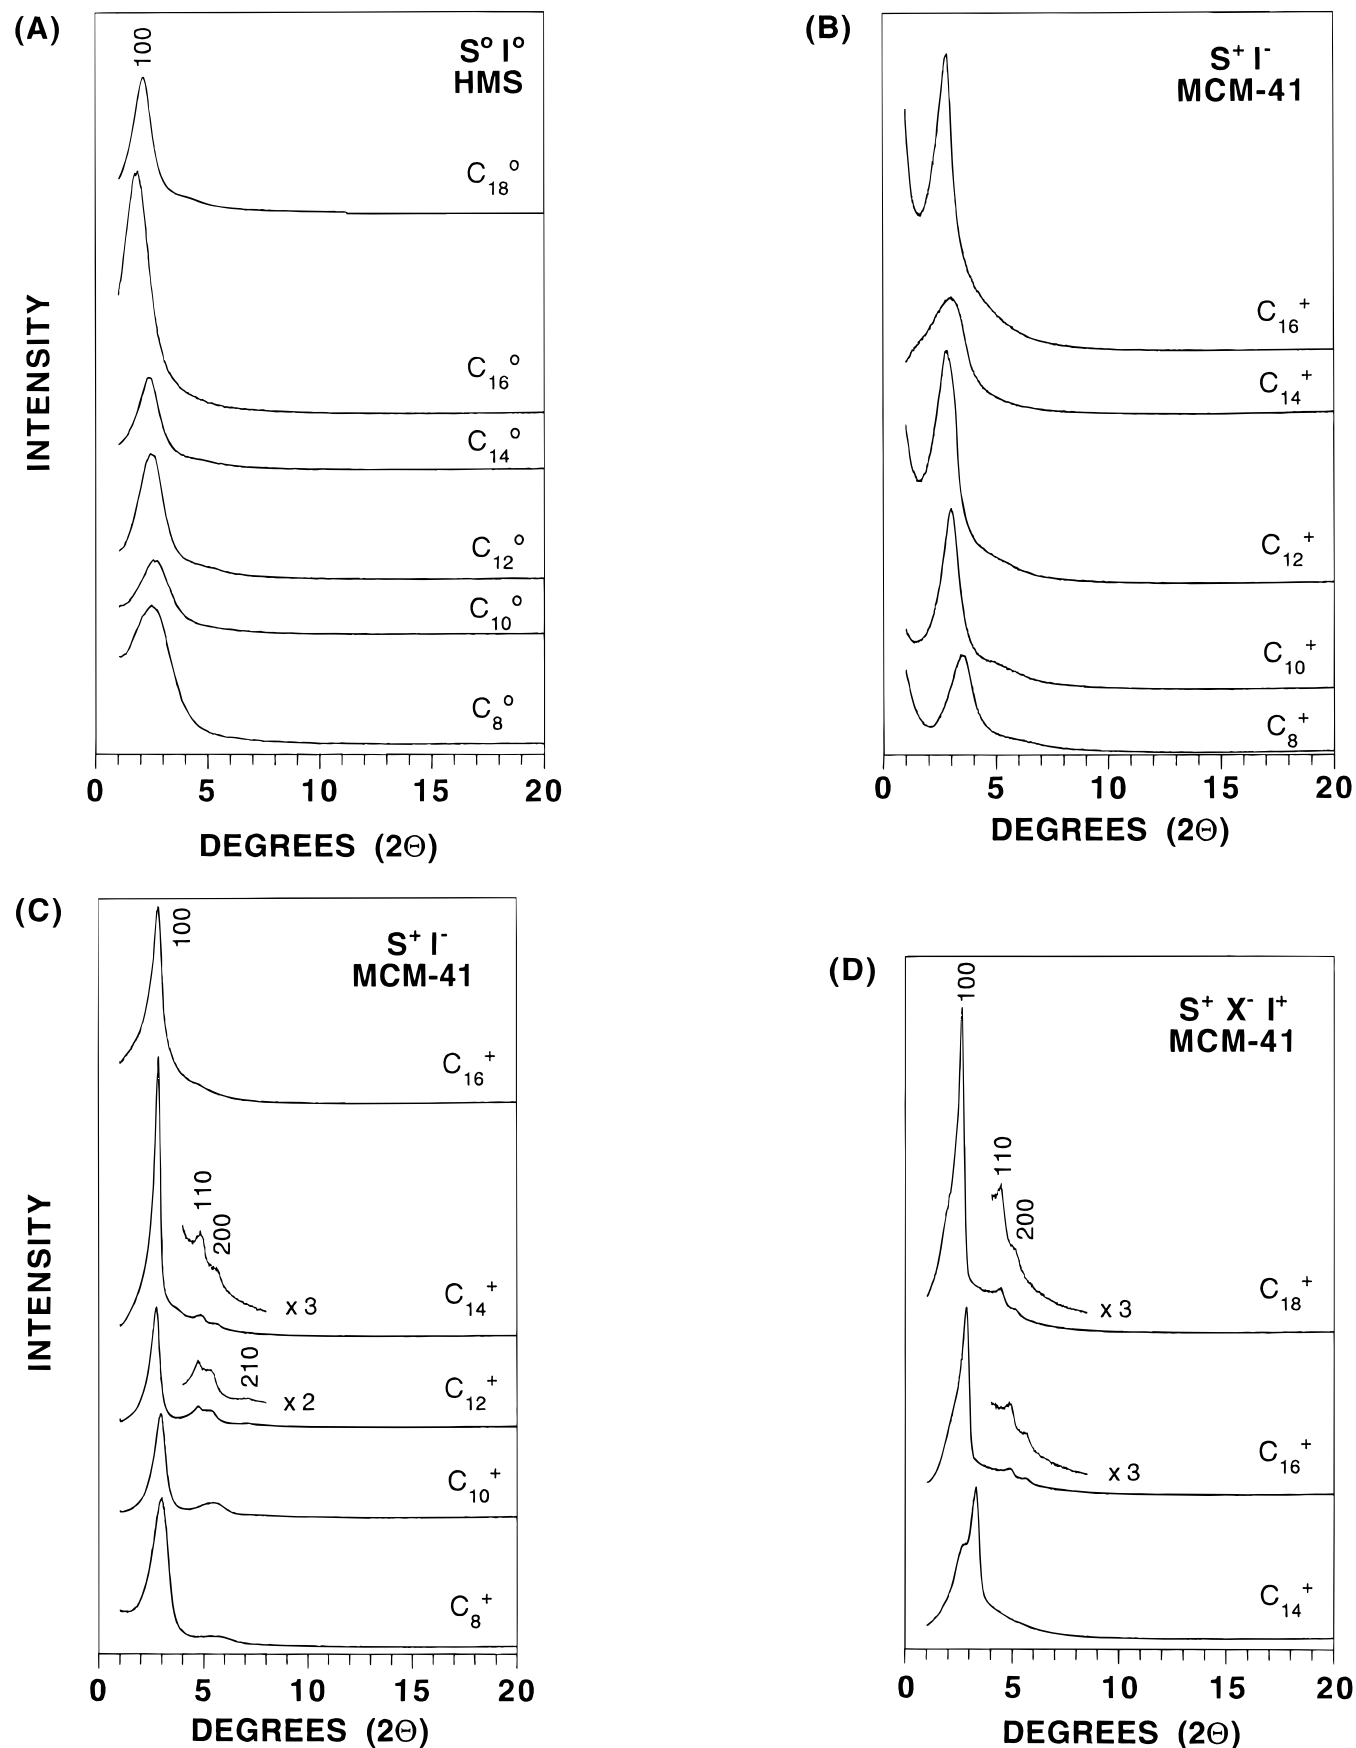 (A)
100
S° I°
HMS
C18°
C16°
C14°
C12°
C10°
C8°
INTENSITY
0 5 10 15 20
DEGREES (2Θ)
(B)
S+ I-
MCM-41
C16+
C14+
C12+
C10+
C8+
0 5 10 15 20
DEGREES (2Θ)
(C)
100
S+ I-
MCM-41
C16+
110
200
x 3
C14+
210
x 2
C12+
C10+
C8+
INTENSITY
0 5 10 15 20
DEGREES (2Θ)
(D)
100
S+ X- I+
MCM-41
110
200
x 3
C18+
x 3
C16+
C14+
0 5 10 15 20
DEGREES (2Θ)